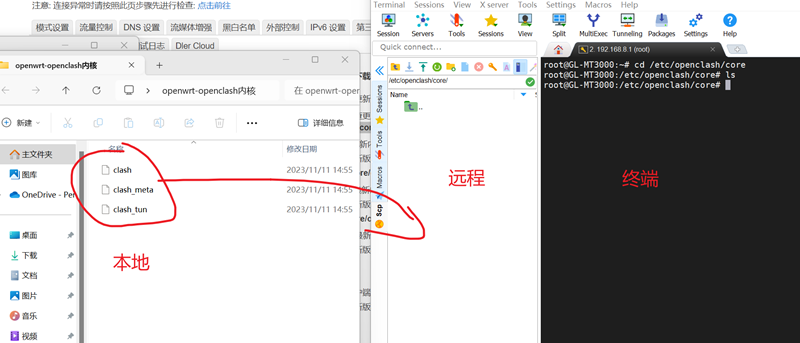 注意: 连接异常时请按照此页步骤先进行检查: 点击前往
模式设置 流量控制 DNS 设置 流媒体增强 黑白名单 外部控制 IPv6 设置 第三
试日志 Dler Cloud
openwrt-openclash内核
openwrt-openclash内核 在 openwrt-openclas
新建 详细信息
主文件夹
图库
OneDrive - Per
桌面
下载
文档
图片
音乐
视频
名称 修改日期
clash 2023/11/11 14:55
clash_meta 2023/11/11 14:55
clash_tun 2023/11/11 14:55
本地
Terminal Sessions View X server Tools Settings Macros Help
Session Servers Tools Sessions View Split MultiExec Tunneling Packages Settings Help
Quick connect...
/etc/openclash/core/
Name
..
Sessions
Tools
Macros
Scp
远程
2. 192.168.8.1 (root)
root@GL-MT3000:~# cd /etc/openclash/core
root@GL-MT3000:/etc/openclash/core# ls
root@GL-MT3000:/etc/openclash/core#
终端